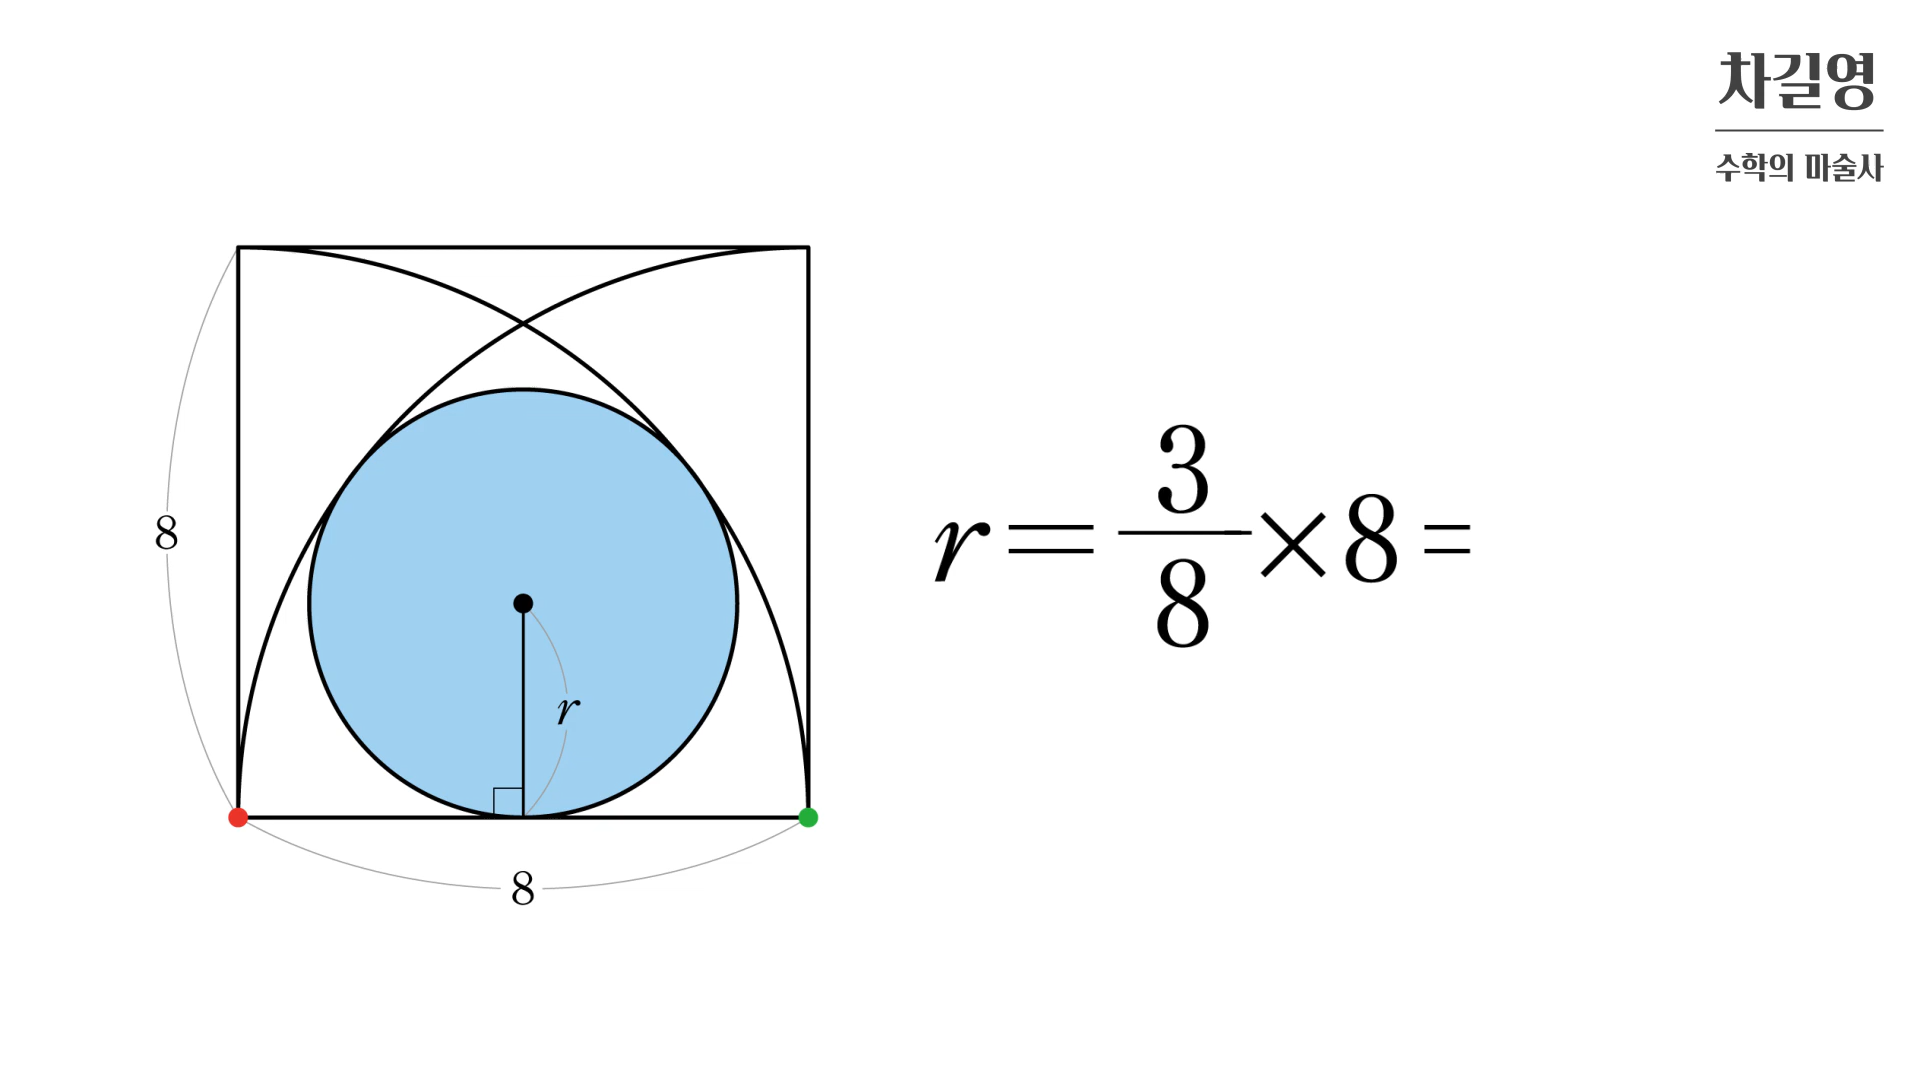 차길영
수학의 마술사
8
r
8
r = 3/8 × 8 =